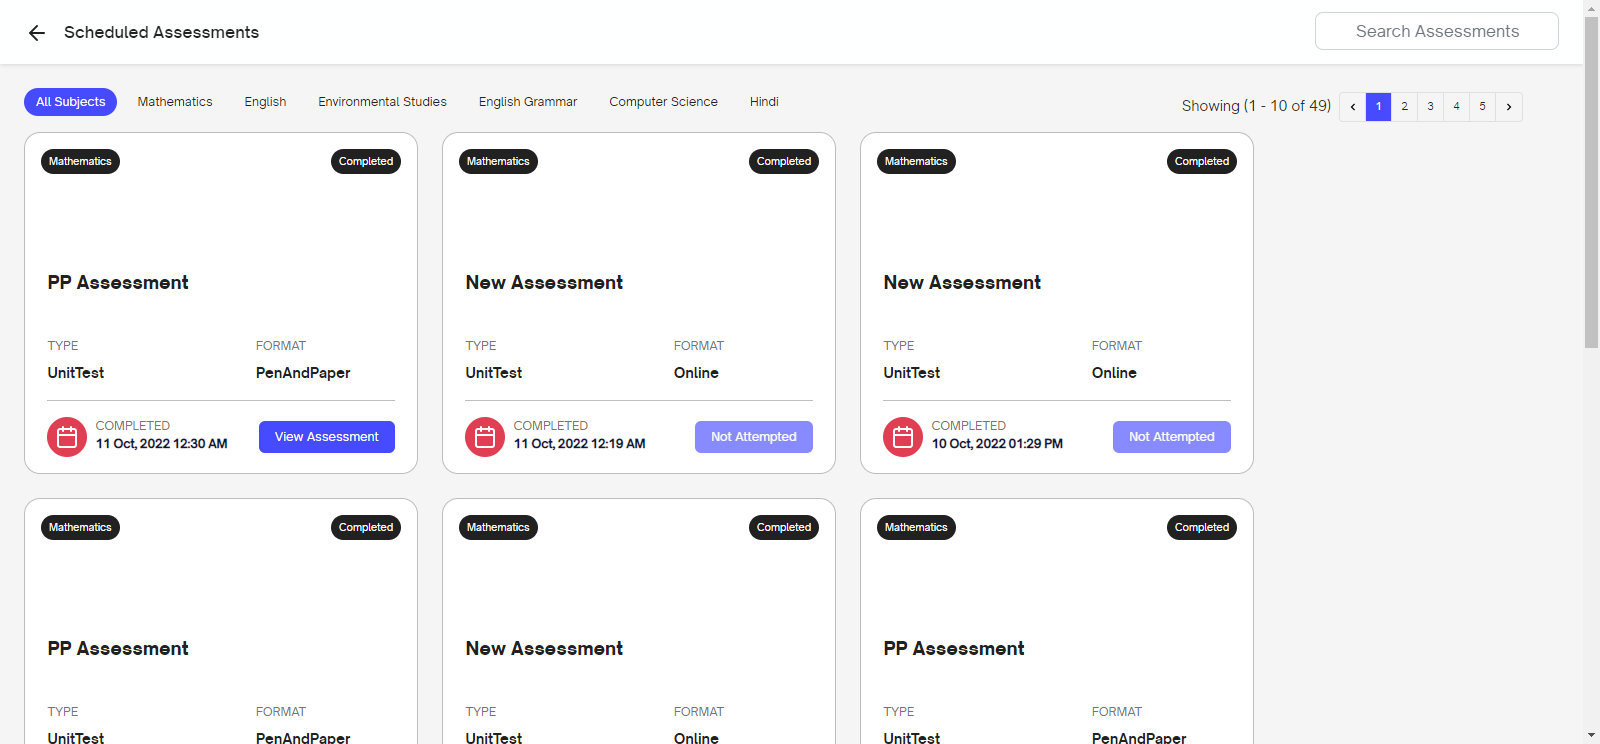 Scheduled Assessments
Search Assessments
All Subjects Mathematics English Environmental Studies English Grammar Computer Science Hindi
Showing (1 - 10 of 49) ‹ 1 2 3 4 5 ›
Mathematics Completed
PP Assessment
TYPE FORMAT
UnitTest PenAndPaper
COMPLETED
11 Oct, 2022 12:30 AM
View Assessment
Mathematics Completed
New Assessment
TYPE FORMAT
UnitTest Online
COMPLETED
11 Oct, 2022 12:19 AM
Not Attempted
Mathematics Completed
New Assessment
TYPE FORMAT
UnitTest Online
COMPLETED
10 Oct, 2022 01:29 PM
Not Attempted
Mathematics Completed
PP Assessment
TYPE FORMAT
UnitTest PenAndPaper
Mathematics Completed
New Assessment
TYPE FORMAT
UnitTest Online
Mathematics Completed
PP Assessment
TYPE FORMAT
UnitTest PenAndPaper